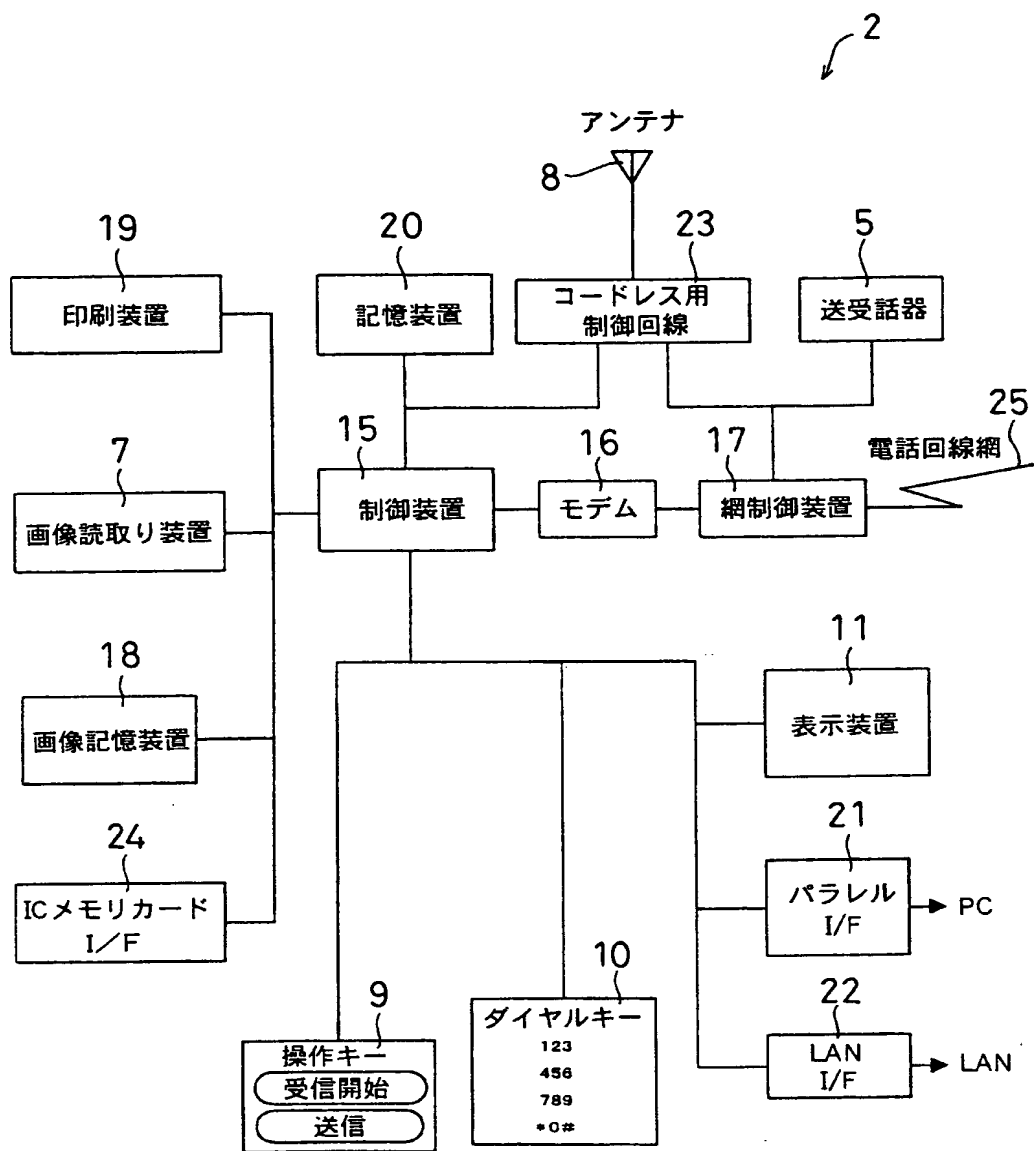 2
アンテナ
8
19
20
23
5
印刷装置
記憶装置
コードレス用
制御回線
送受話器
25
電話回線網
7
15
16
17
画像読取り装置
制御装置
モデム
網制御装置
18
11
画像記憶装置
表示装置
24
21
ICメモリカード
I/F
パラレル
I/F
PC
9
10
22
操作キー
受信開始
送信
ダイヤルキー
123
456
789
*0#
LAN
I/F
LAN